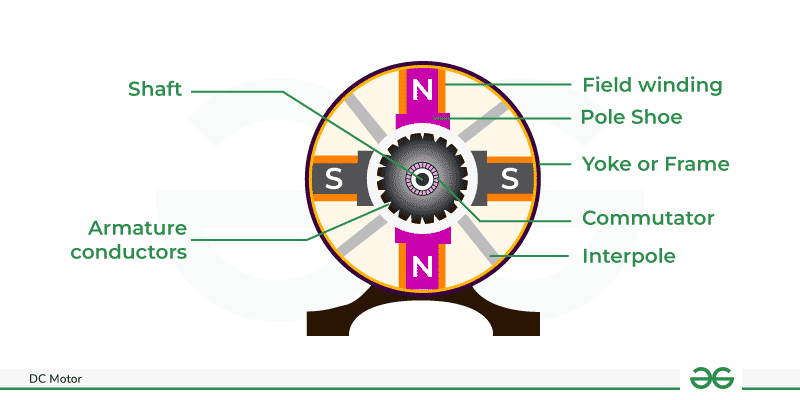 Shaft
Armature
conductors
N
S
S
N
Field winding
Pole Shoe
Yoke or Frame
Commutator
Interpole
DC Motor